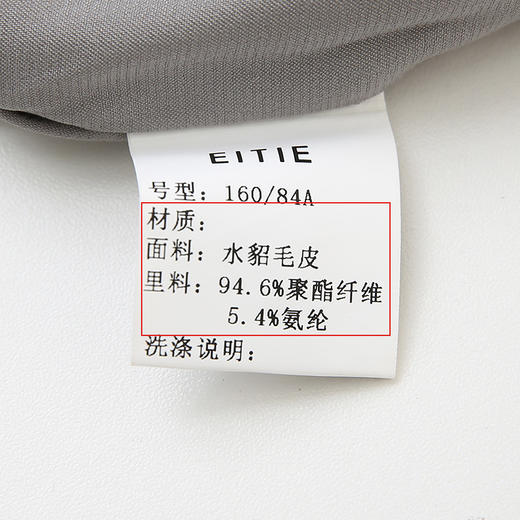 EITIE
号型：160/84A
材质：
面料：水貂毛皮
里料：94.6%聚酯纤维
5.4%氨纶
洗涤说明：